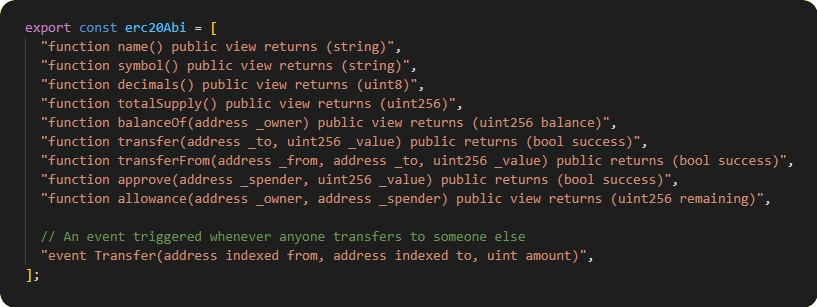 export const erc20Abi = [
  "function name() public view returns (string)",
  "function symbol() public view returns (string)",
  "function decimals() public view returns (uint8)",
  "function totalSupply() public view returns (uint256)",
  "function balanceOf(address _owner) public view returns (uint256 balance)",
  "function transfer(address _to, uint256 _value) public returns (bool success)",
  "function transferFrom(address _from, address _to, uint256 _value) public returns (bool success)",
  "function approve(address _spender, uint256 _value) public returns (bool success)",
  "function allowance(address _owner, address _spender) public view returns (uint256 remaining)",

  // An event triggered whenever anyone transfers to someone else
  "event Transfer(address indexed from, address indexed to, uint amount)",
];